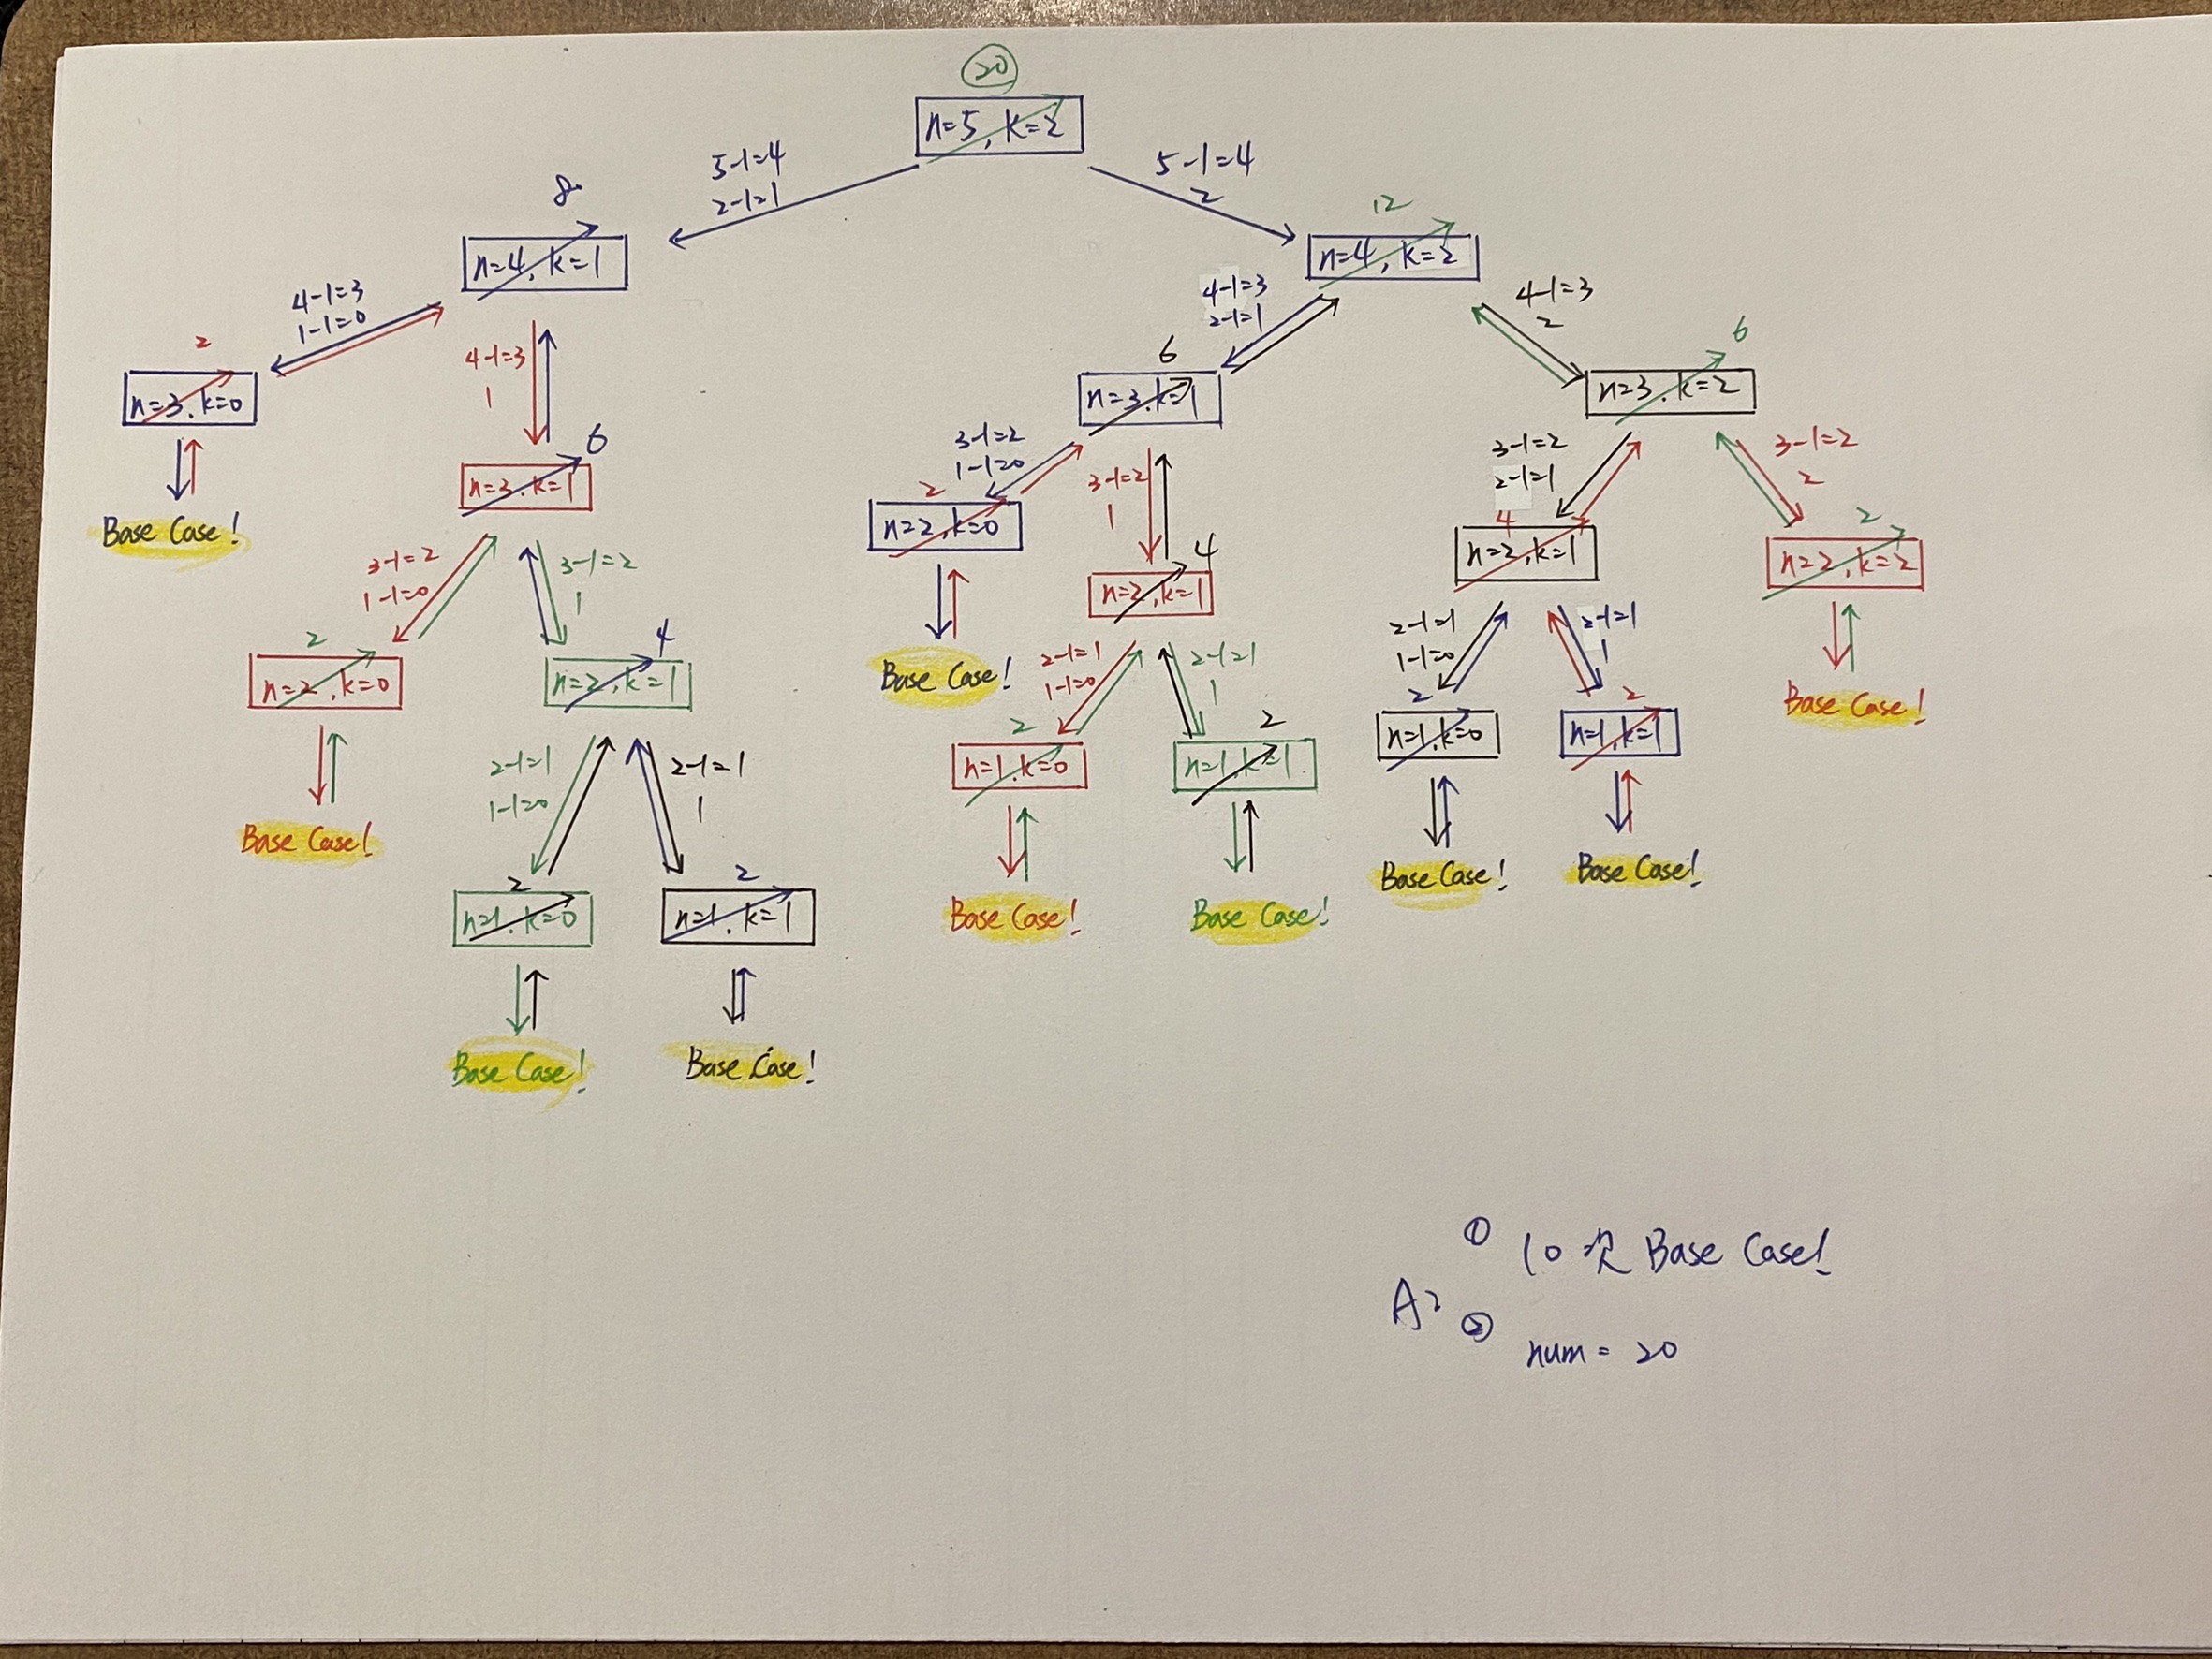 20
n=5, k=2
5-1=4
2-1=1
5-1=4
2
8
n=4, k=1
12
n=4, k=2
4-1=3
1-1=0
4-1=3
2-1=1
4-1=3
2
2
n=3, k=0
4-1=3
1
6
n=3, k=1
6
n=3, k=2
Base Case!
6
n=3, k=1
3-1=2
1-1=0
3-1=2
1
3-1=2
2-1=1
3-1=2
2
3-1=2
1-1=0
3-1=2
1
2
n=2, k=0
4
n=2, k=1
4
n=2, k=1
2
n=2, k=2
2
n=2, k=0
4
n=2, k=1
Base Case!
2-1=1
1-1=0
2-1=1
1
2-1=1
1-1=0
2-1=1
1
Base Case!
Base Case!
2-1=1
1-1=0
2-1=1
1
2
n=1, k=0
2
n=1, k=1
2
n=1, k=0
2
n=1, k=1
2
n=1, k=0
2
n=1, k=1
Base Case!
Base Case!
Base Case!
Base Case!
Base Case!
Base Case!
A:
① 10次 Base Case!
② num = 20